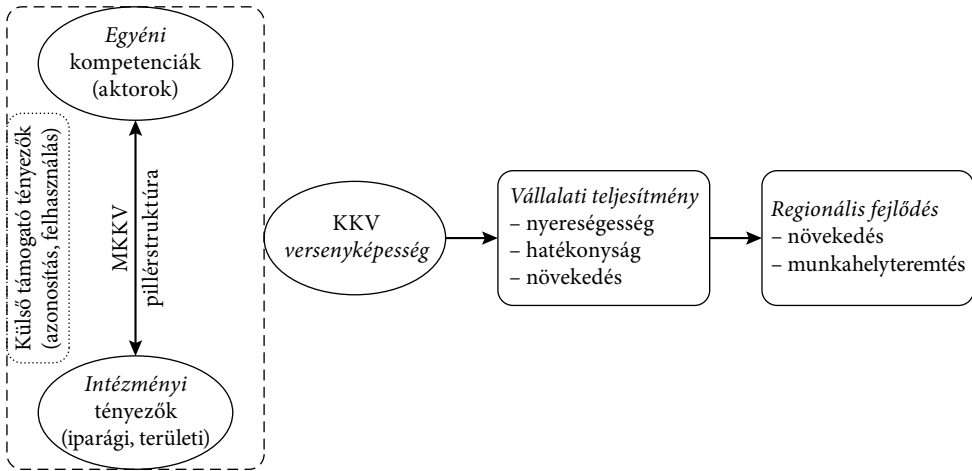 Egyéni
kompetenciák
(aktorok)
Külső támogató tényezők
(azonosítás, felhasználás)
MKKV
pillérstruktúra
Intézményi
tényezők
(iparági, területi)
KKV
versenyképesség
Vállalati teljesítmény
– nyereségesség
– hatékonyság
– növekedés
Regionális fejlődés
– növekedés
– munkahelyteremtés